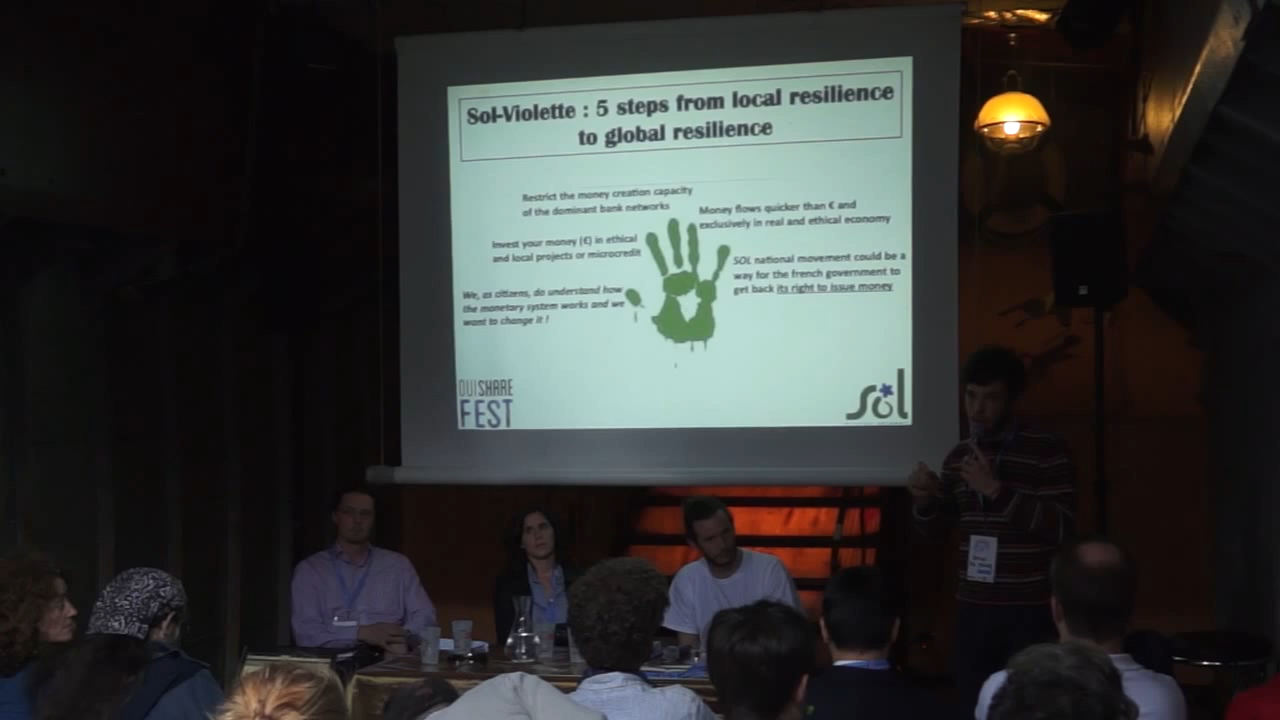 Sol-Violette : 5 steps from local resilience
to global resilience
Restrict the money creation capacity
of the dominant bank networks
Money flows quicker than € and
exclusively in real and ethical economy
Invest your money (€) in ethical
and local projects or microcredit
SOL national movement could be a
way for the french government to
get back its right to issue money
We, as citizens, do understand how
the monetary system works and we
want to change it !
OUISHARE
FEST
sol